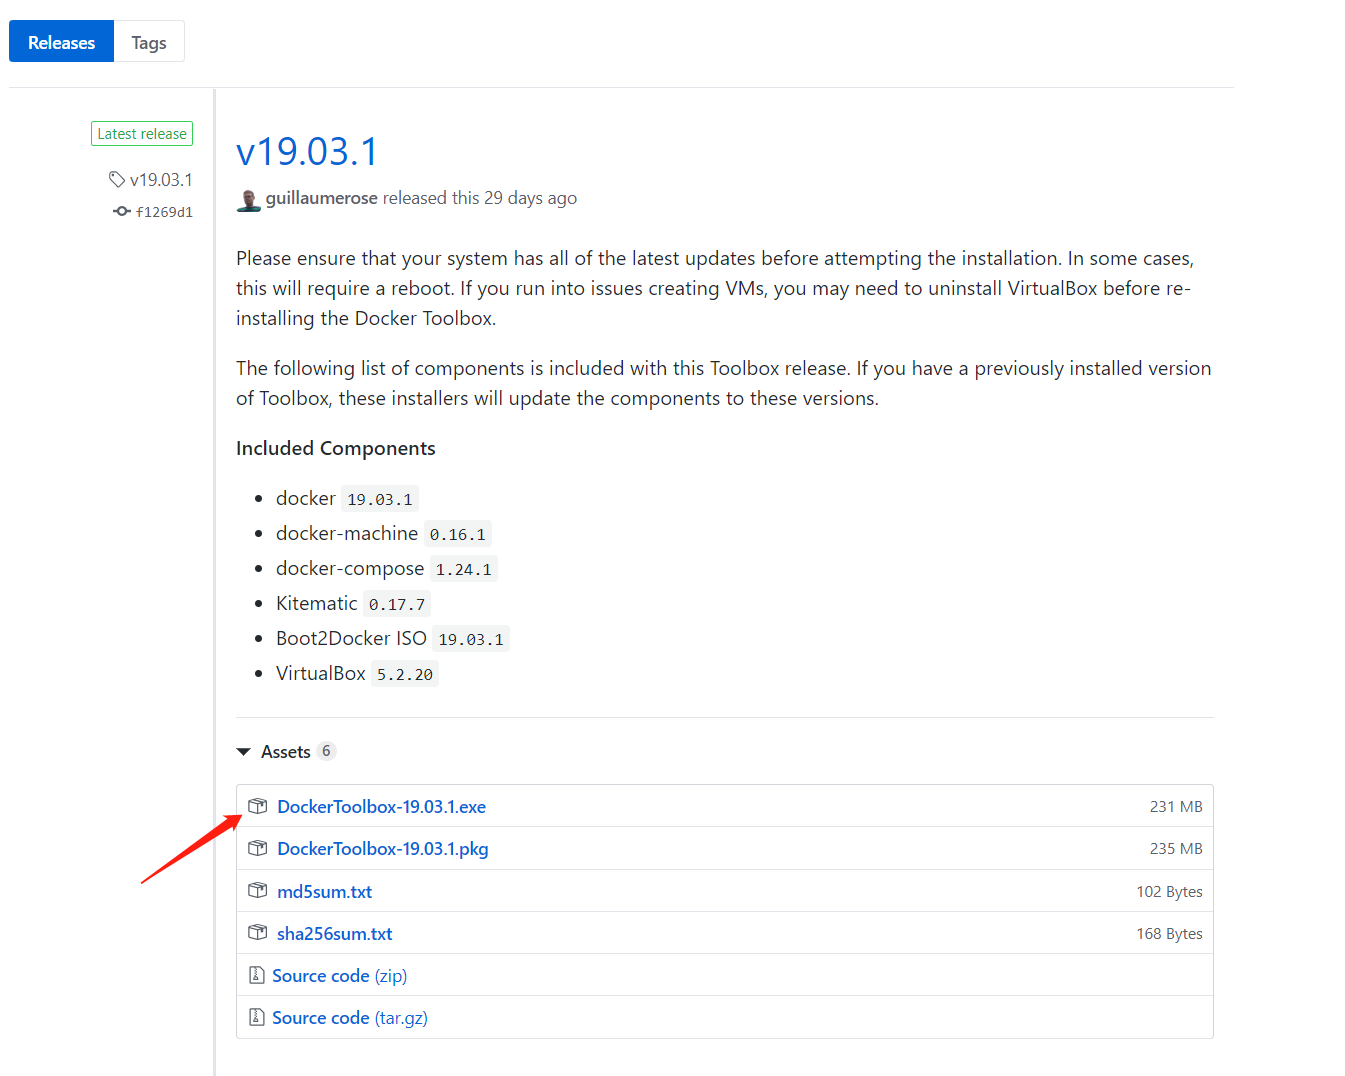 Releases
Tags
Latest release
v19.03.1
f1269d1
v19.03.1
guillaumerose released this 29 days ago
Please ensure that your system has all of the latest updates before attempting the installation. In some cases,
this will require a reboot. If you run into issues creating VMs, you may need to uninstall VirtualBox before re-
installing the Docker Toolbox.
The following list of components is included with this Toolbox release. If you have a previously installed version
of Toolbox, these installers will update the components to these versions.
Included Components
docker 19.03.1
docker-machine 0.16.1
docker-compose 1.24.1
Kitematic 0.17.7
Boot2Docker ISO 19.03.1
VirtualBox 5.2.20
Assets 6
DockerToolbox-19.03.1.exe 231 MB
DockerToolbox-19.03.1.pkg 235 MB
md5sum.txt 102 Bytes
sha256sum.txt 168 Bytes
Source code (zip)
Source code (tar.gz)